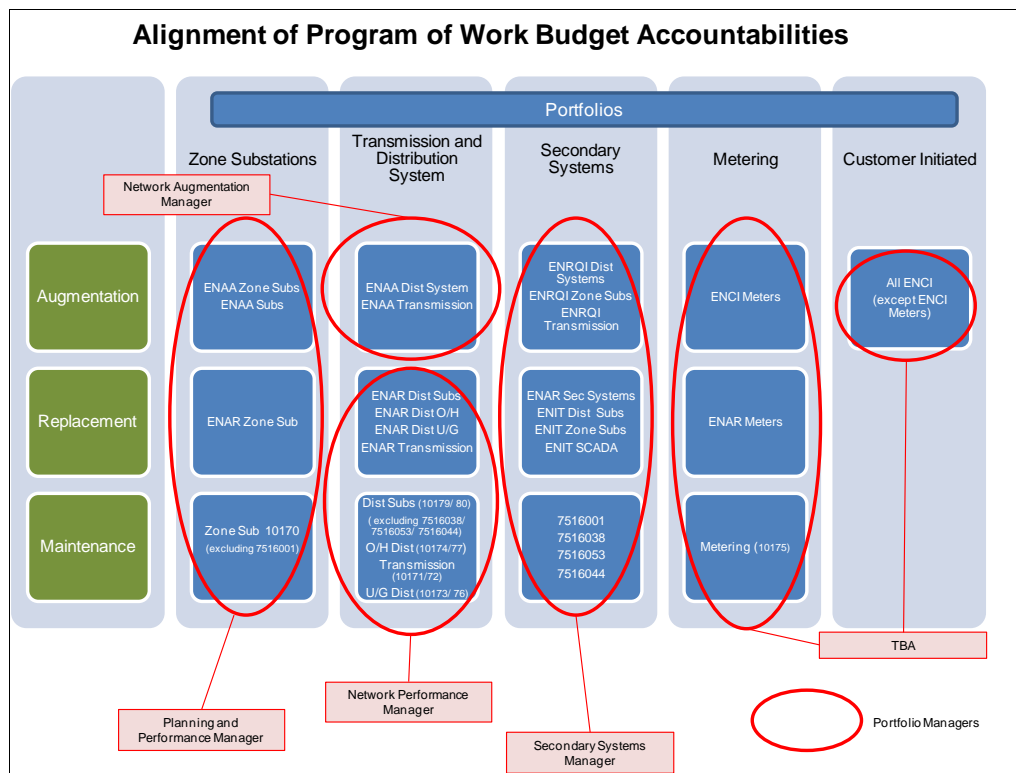 Alignment of Program of Work Budget Accountabilities
Portfolios
Zone Substations
Transmission and
Distribution
System
Secondary
Systems
Metering
Customer Initiated
Network Augmentation
Manager
Augmentation
ENAA Zone Subs
ENAA Subs
ENAA Dist System
ENAA Transmission
ENRQI Dist
Systems
ENRQI Zone Subs
ENRQI
Transmission
ENCI Meters
All ENCI
(except ENCI
Meters)
Replacement
ENAR Zone Sub
ENAR Dist Subs
ENAR Dist O/H
ENAR Dist U/G
ENAR Transmission
ENAR Sec Systems
ENIT Dist Subs
ENIT Zone Subs
ENIT SCADA
ENAR Meters
Maintenance
Zone Sub 10170
(excluding 7516001)
Dist Subs (10179/ 80)
(excluding 7516038/
7516053/ 7516044)
O/H Dist (10174/77)
Transmission
(10171/72)
U/G Dist (10173/ 76)
7516001
7516038
7516053
7516044
Metering (10175)
TBA
Network Performance
Manager
Planning and
Performance Manager
Secondary Systems
Manager
Portfolio Managers